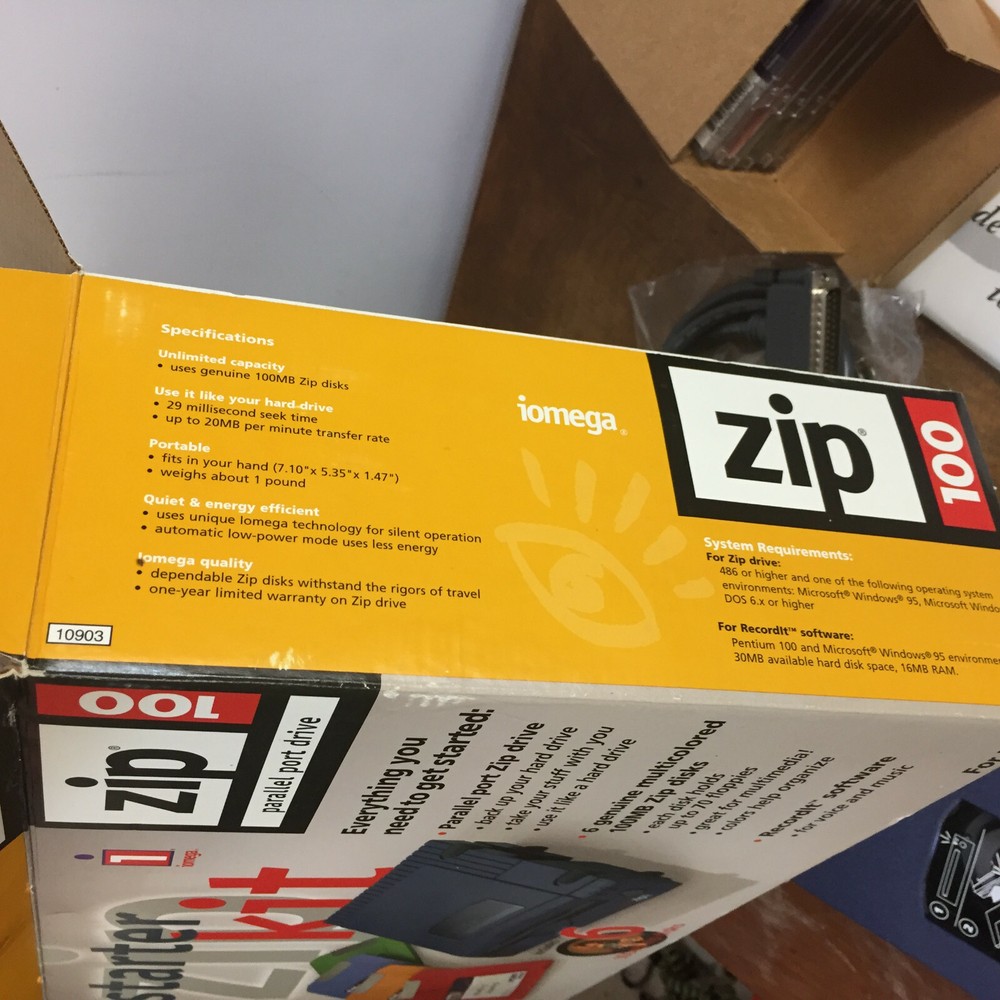 Specifications
Unlimited capacity
• uses genuine 100MB Zip disks
Use it like your hard drive
• 29 millisecond seek time
• up to 20MB per minute transfer rate
Portable
• fits in your hand (7.10"x 5.35"x 1.47")
• weighs about 1 pound
Quiet & energy efficient
• uses unique Iomega technology for silent operation
• automatic low-power mode uses less energy
Iomega quality
• dependable Zip disks withstand the rigors of travel
• one-year limited warranty on Zip drive
10903
iomega®
zip®
100
System Requirements:
For Zip drive:
486 or higher and one of the following operating system
environments: Microsoft® Windows® 95, Microsoft Windo
DOS 6.x or higher
For RecordIt™ software:
Pentium 100 and Microsoft® Windows® 95 environme
30MB available hard disk space, 16MB RAM.
zip®
100
parallel port drive
iomega
starter
kit
Everything you
need to get started:
• Parallel port Zip drive
• back up your hard drive
• take your stuff with you
• use it like a hard drive
• 6 genuine multicolored
100MB Zip disks
• each disk holds
up to 70 floppies
• great for multimedia!
• colors help organize
• RecordIt™ software
• for voice and music
For
6
1
2
de